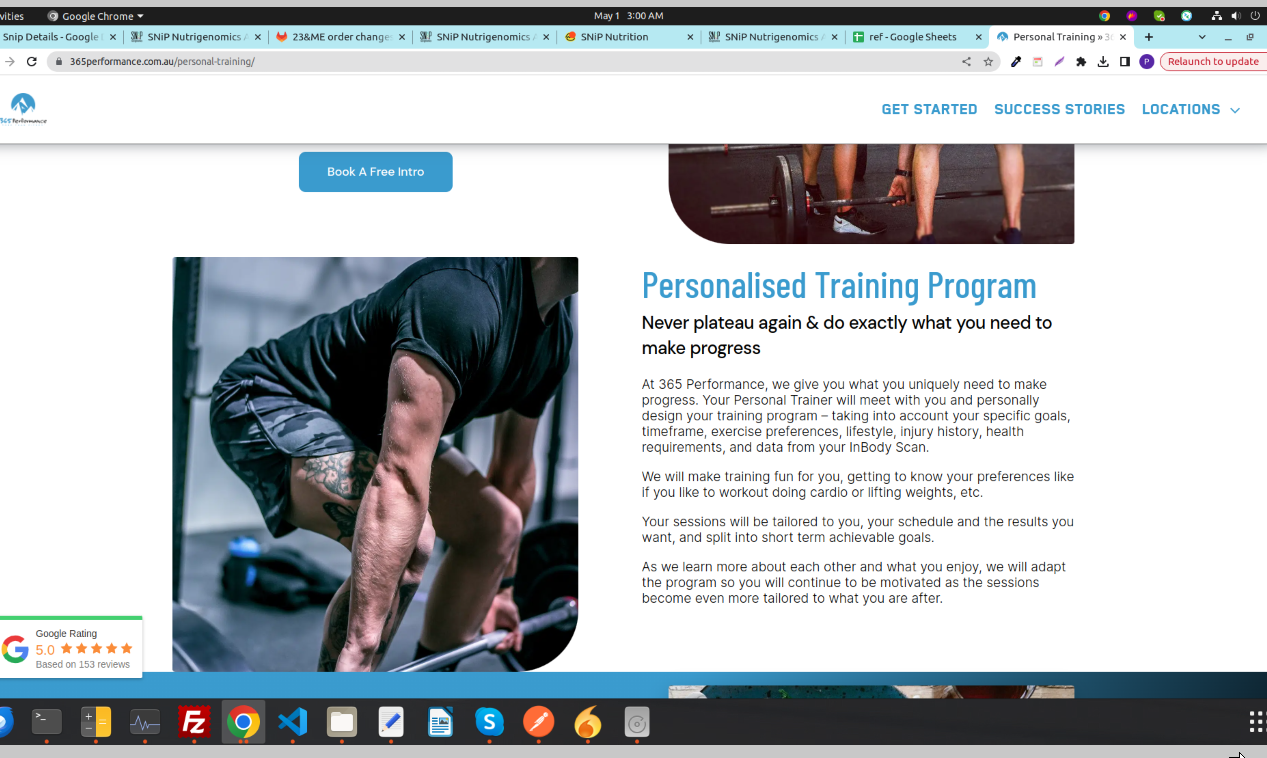 vities
Google Chrome
May 1 3:00 AM
Snip Details - Google
SNiP Nutrigenomics
23&ME order change
SNiP Nutrigenomics
SNiP Nutrition
SNiP Nutrigenomics
ref - Google Sheets
Personal Training » 3
365performance.com.au/personal-training/
P
Relaunch to update
365 Performance
GET STARTED
SUCCESS STORIES
LOCATIONS
Book A Free Intro
Personalised Training Program
Never plateau again & do exactly what you need to
make progress
At 365 Performance, we give you what you uniquely need to make
progress. Your Personal Trainer will meet with you and personally
design your training program – taking into account your specific goals,
timeframe, exercise preferences, lifestyle, injury history, health
requirements, and data from your InBody Scan.
We will make training fun for you, getting to know your preferences like
if you like to workout doing cardio or lifting weights, etc.
Your sessions will be tailored to you, your schedule and the results you
want, and split into short term achievable goals.
As we learn more about each other and what you enjoy, we will adapt
the program so you will continue to be motivated as the sessions
become even more tailored to what you are after.
Google Rating
5.0
Based on 153 reviews